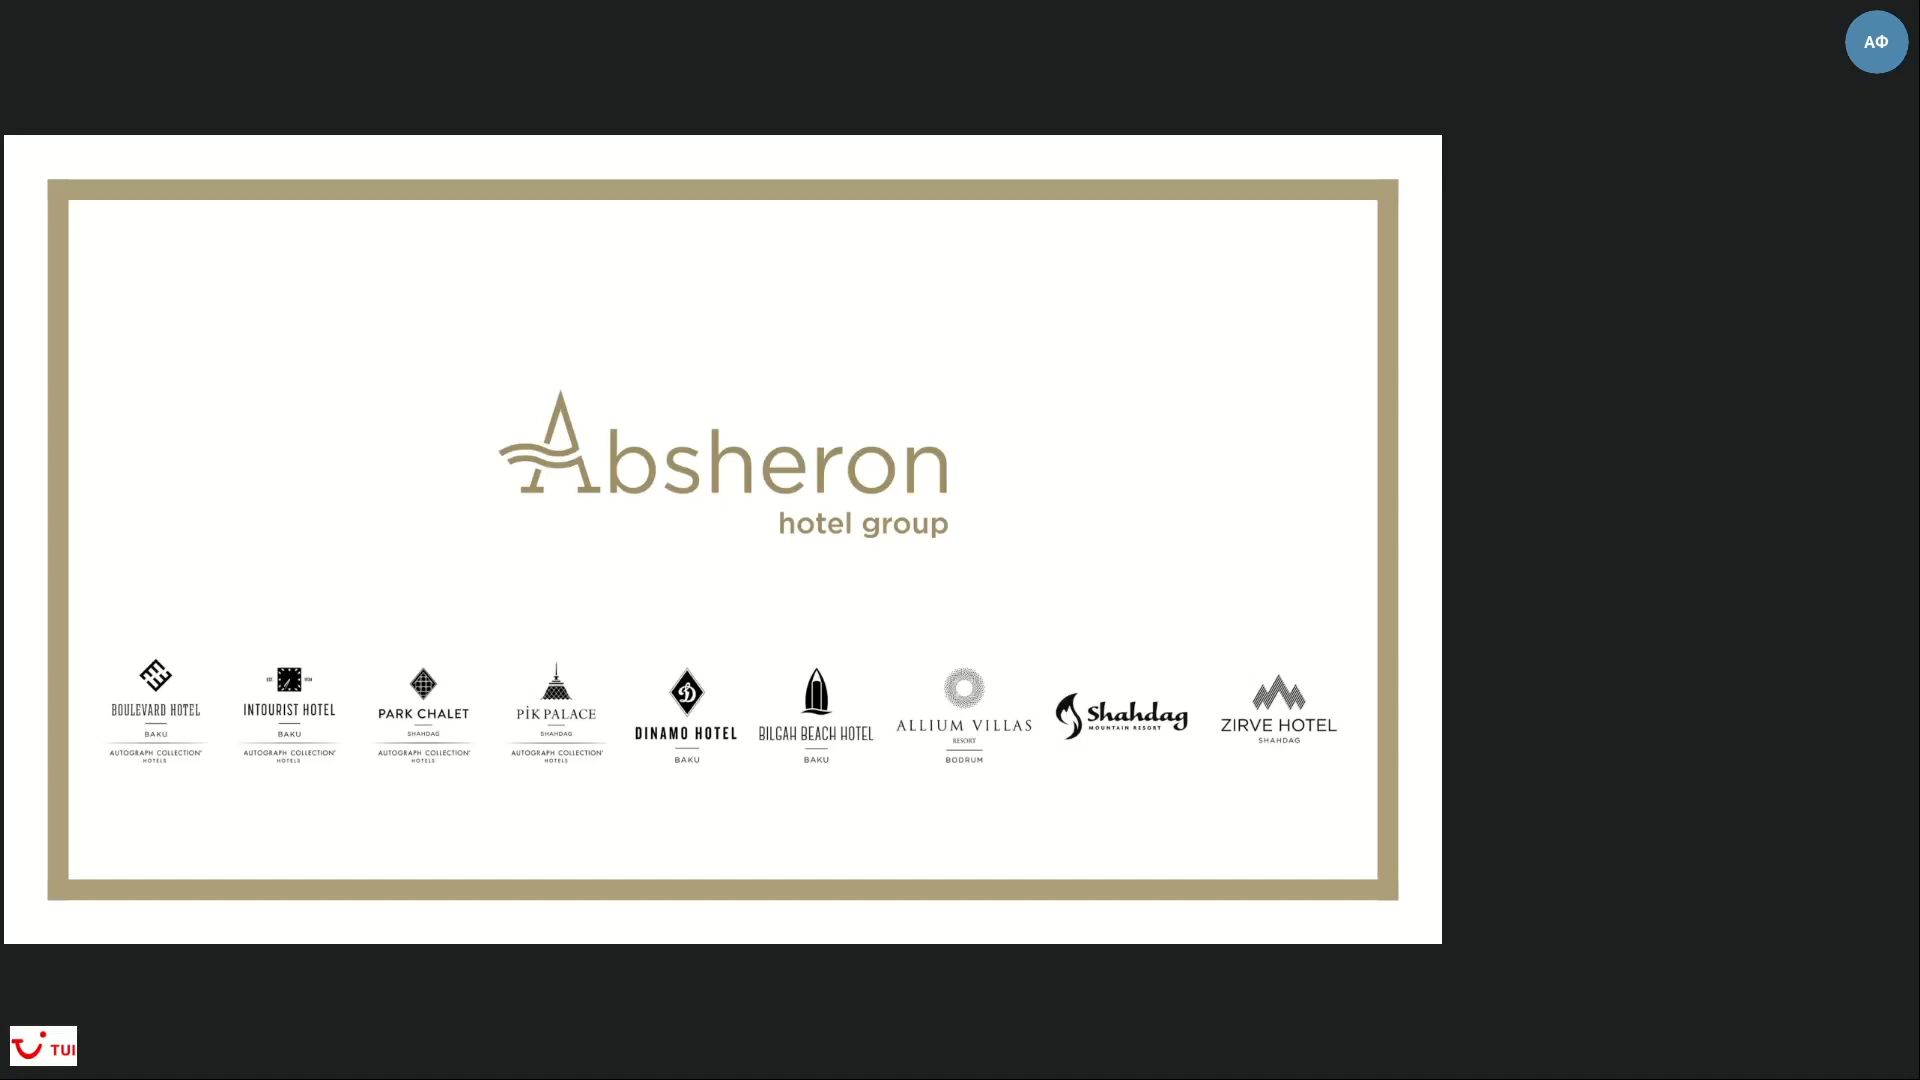 АФ
Absheron
hotel group
BOULEVARD HOTEL
BAKU
AUTOGRAPH COLLECTION®
HOTELS
INTOURIST HOTEL
BAKU
AUTOGRAPH COLLECTION®
HOTELS
PARK CHALET
SHAHDAG
AUTOGRAPH COLLECTION®
HOTELS
PİK PALACE
SHAHDAG
AUTOGRAPH COLLECTION®
HOTELS
DINAMO HOTEL
BAKU
BILGAH BEACH HOTEL
BAKU
ALLIUM VILLAS
RESORT
BODRUM
Shahdag
MOUNTAIN RESORT
ZIRVE HOTEL
SHAHDAG
TUI